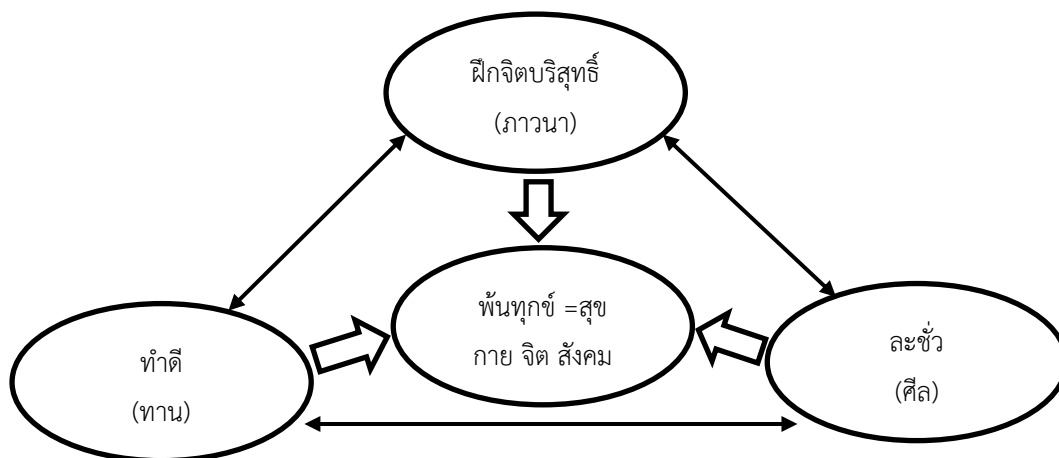 ฝึกจิตบริสุทธิ์
(ภาวนา)
พ้นทุกข์ =สุข
กาย จิต สังคม
ทำดี
(ทาน)
ละชั่ว
(ศีล)